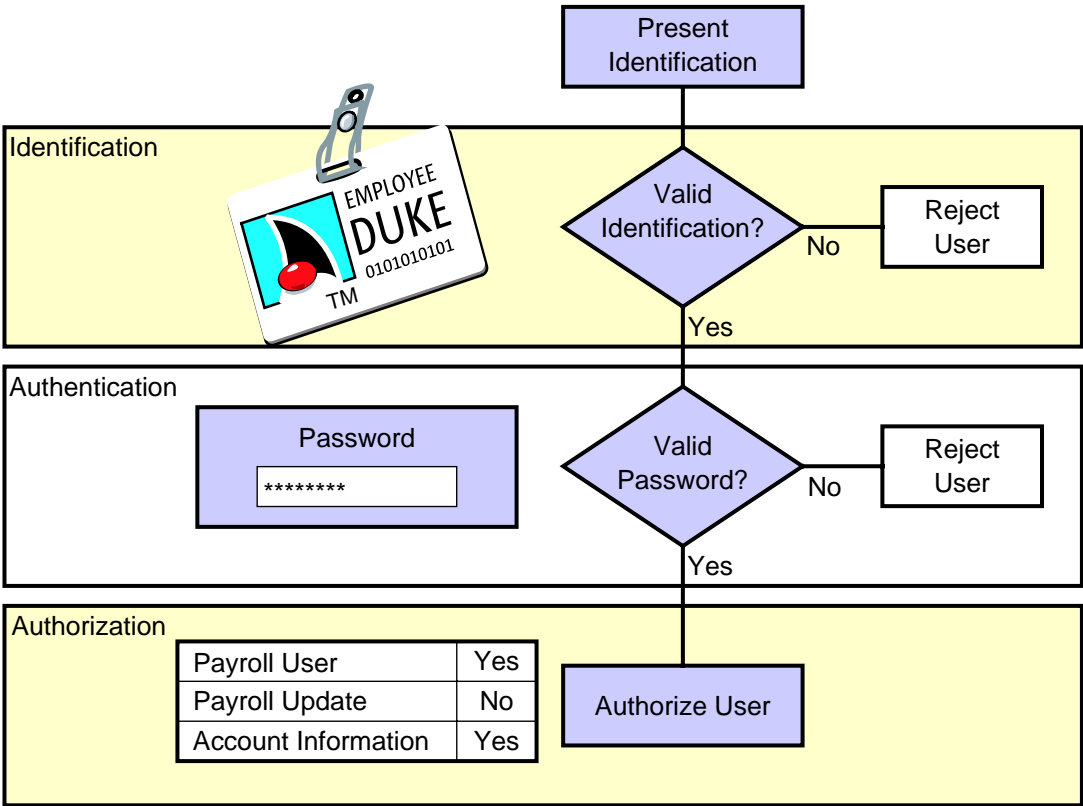 Present
Identification
Identification
EMPLOYEE
DUKE
0101010101
TM
Valid
Identification?
No
Reject
User
Yes
Authentication
Password
********
Valid
Password?
No
Reject
User
Yes
Authorization
Payroll User Yes
Payroll Update No
Account Information Yes
Authorize User